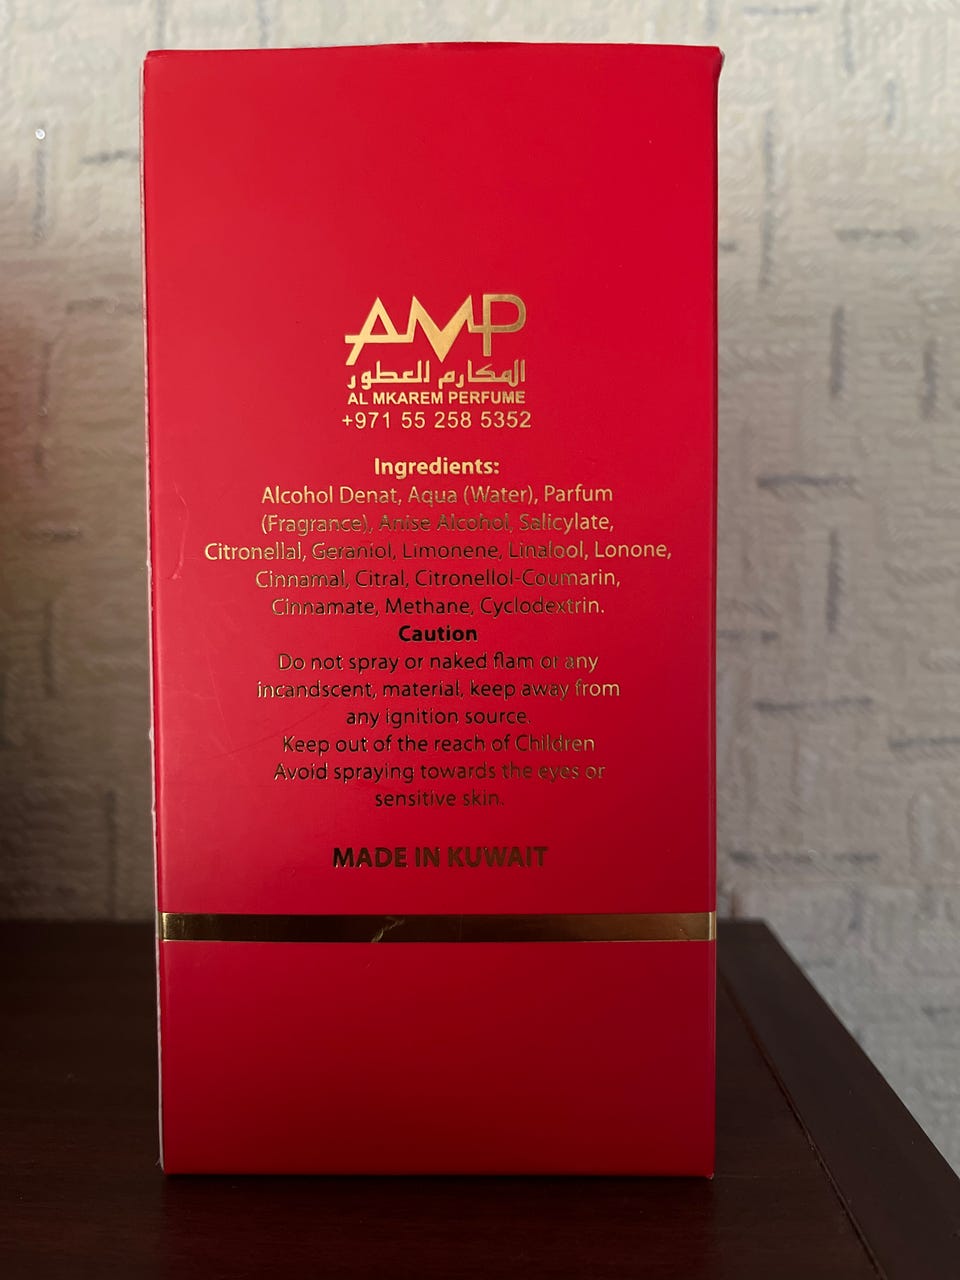 AMP
المكارم للعطور
AL MKAREM PERFUME
+971 55 258 5352
Ingredients:
Alcohol Denat, Aqua (Water), Parfum
(Fragrance), Anise Alcohol, Salicylate,
Citronellal, Geraniol, Limonene, Linalool, Lonone,
Cinnamal, Citral, Citronellol-Coumarin,
Cinnamate, Methane, Cyclodextrin.
Caution
Do not spray or naked flam or any
incandscent, material, keep away from
any ignition source.
Keep out of the reach of Children
Avoid spraying towards the eyes or
sensitive skin.
MADE IN KUWAIT